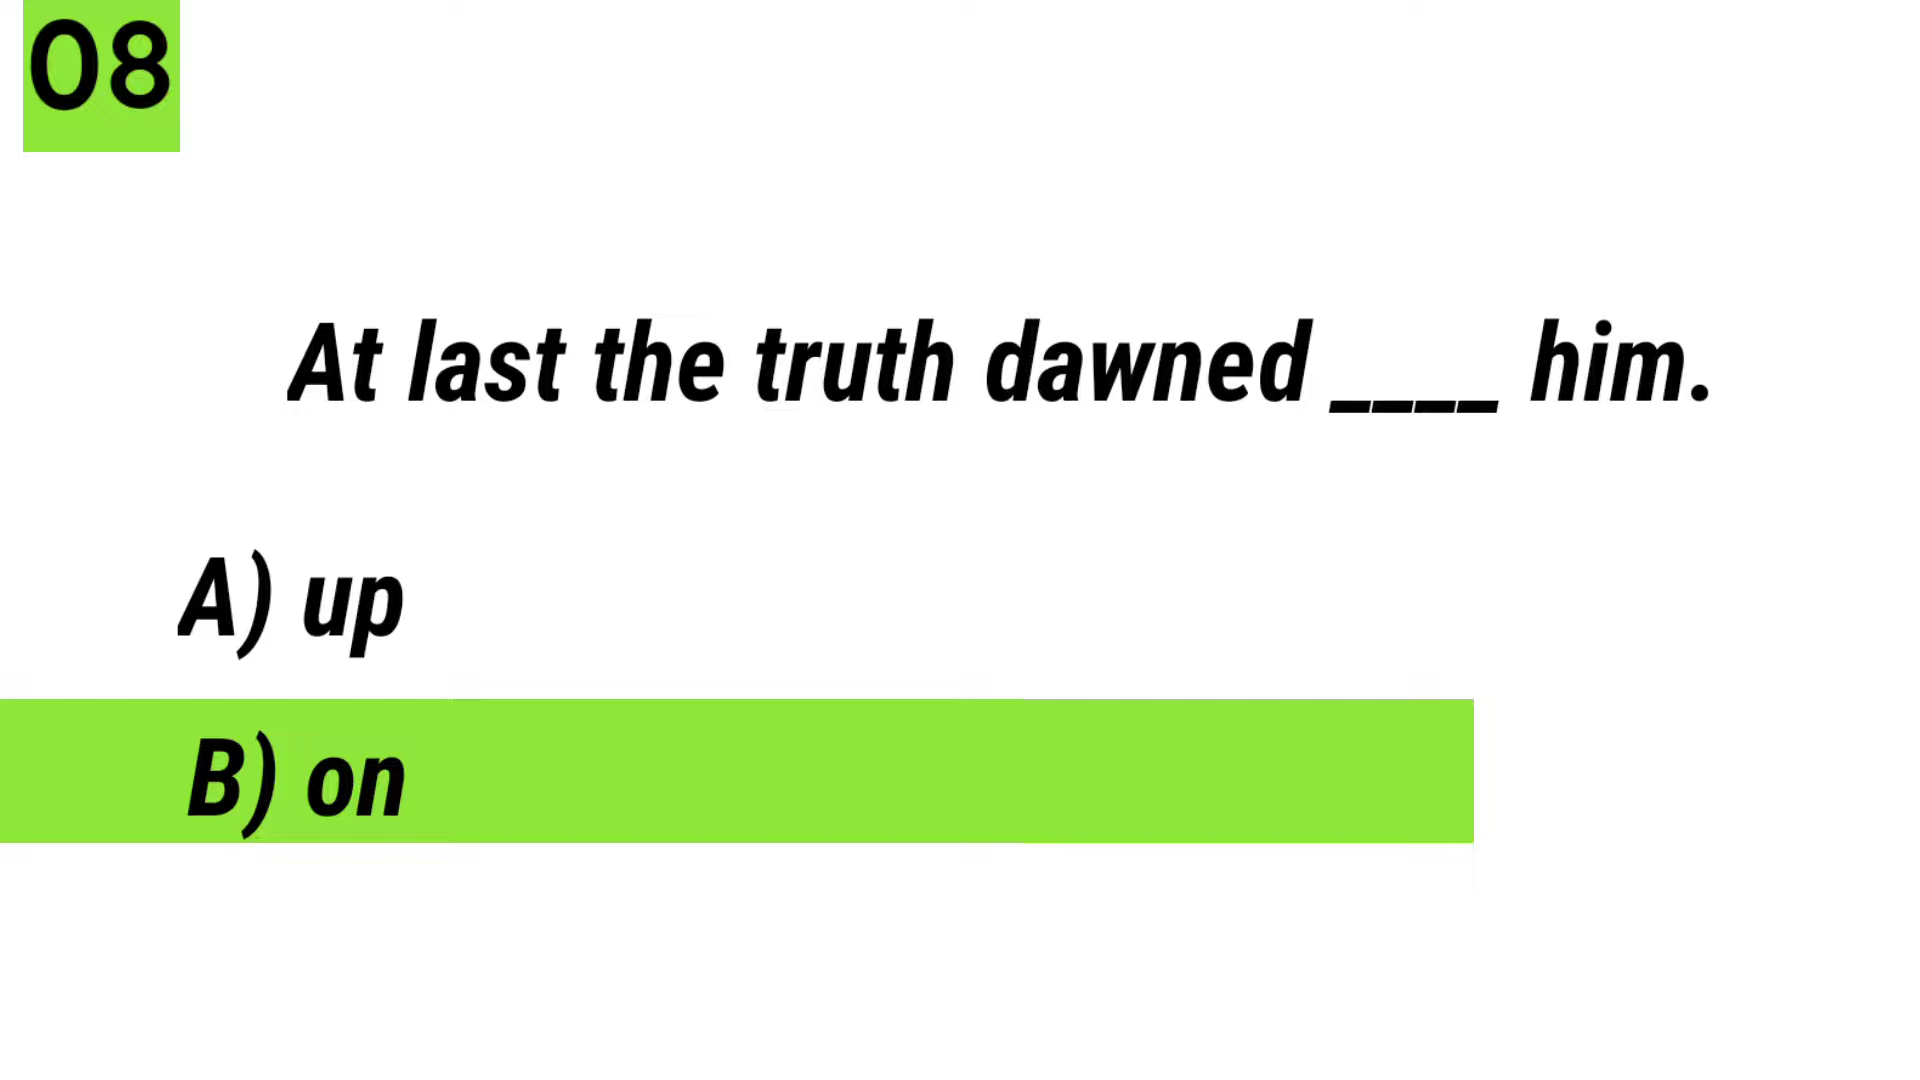 08
At last the truth dawned ____ him.
A) up
B) on